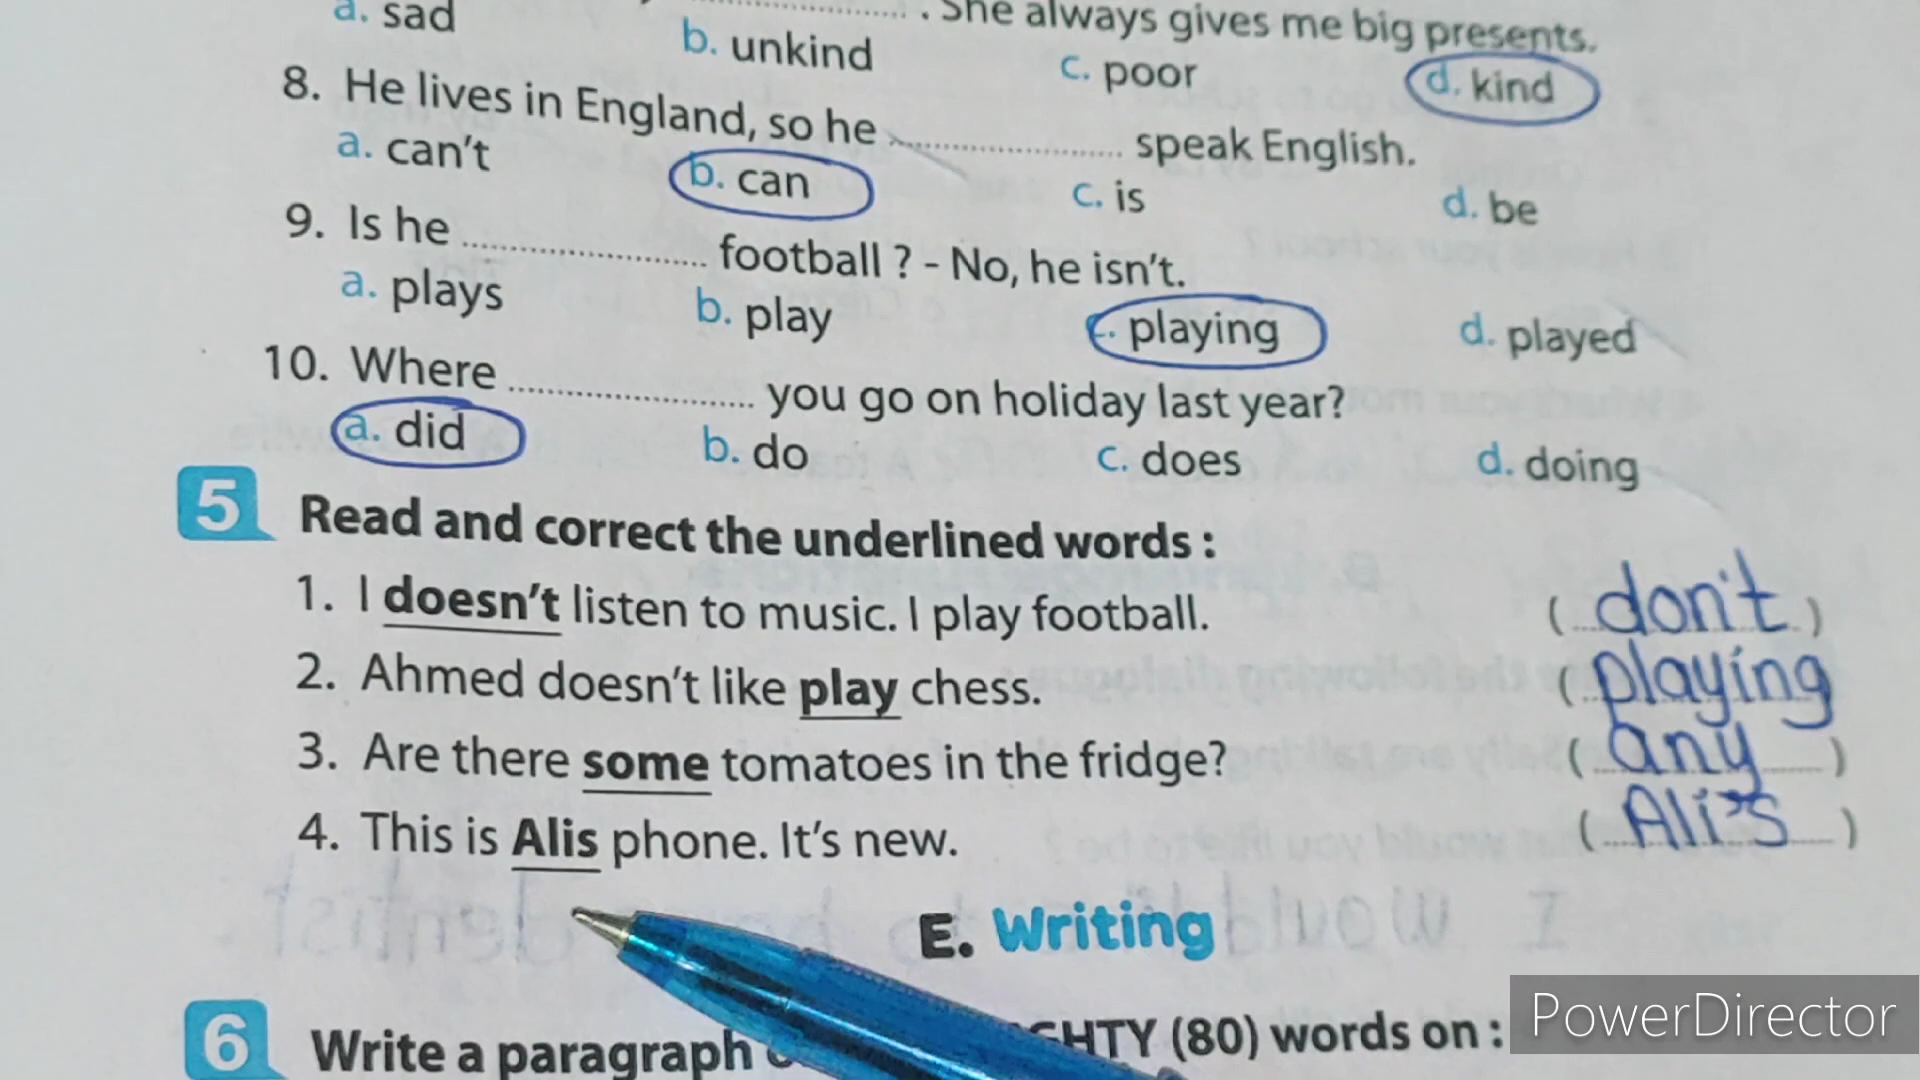 . She always gives me big presents.
a. sad b. unkind c. poor d. kind
8. He lives in England, so he .................... speak English.
a. can't b. can c. is d. be
9. Is he .................... football ? - No, he isn't.
a. plays b. play c. playing d. played
10. Where .................... you go on holiday last year?
a. did b. do c. does d. doing
5 Read and correct the underlined words :
1. I doesn't listen to music. I play football. (don't)
2. Ahmed doesn't like play chess. (playing
3. Are there some tomatoes in the fridge? (any)
4. This is Alis phone. It's new. (Ali's)
E. Writing
6 Write a paragraph (80) words on :
PowerDirector